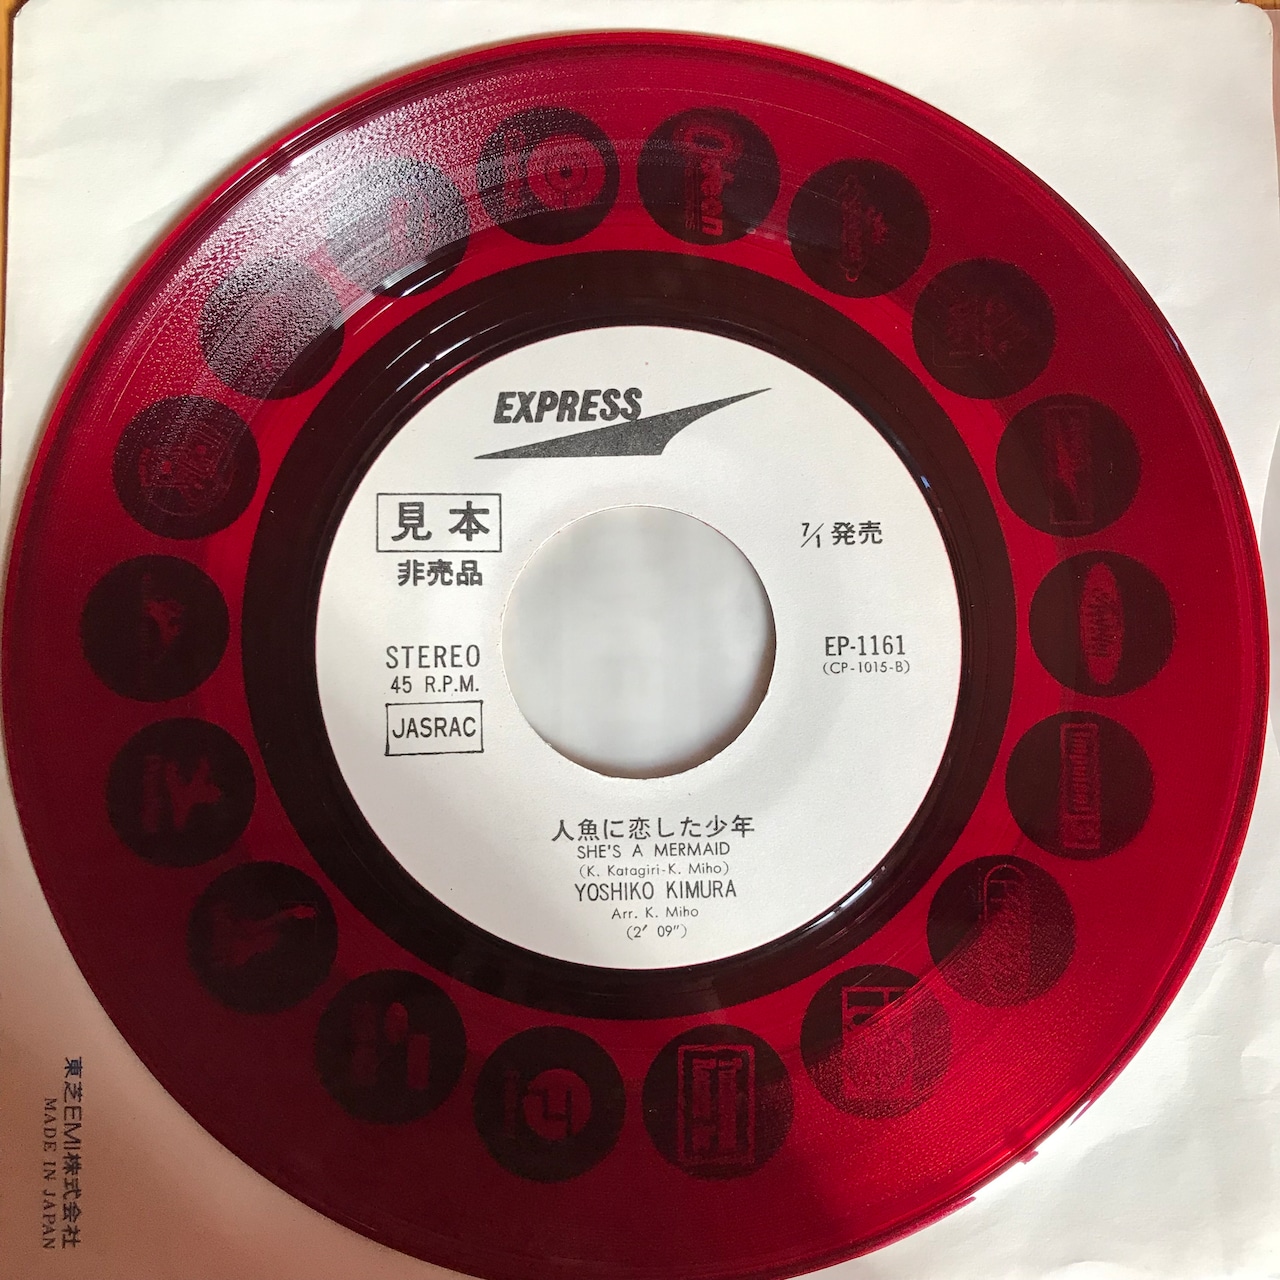 EXPRESS
見本
非売品
7/1 発売
STEREO
45 R.P.M.
JASRAC
EP-1161
(CP-1015-B)
人魚に恋した少年
SHE'S A MERMAID
(K. Katagiri-K. Miho)
YOSHIKO KIMURA
Arr. K. Miho
(2′ 09″)
東芝EMI株式会社
MADE IN JAPAN